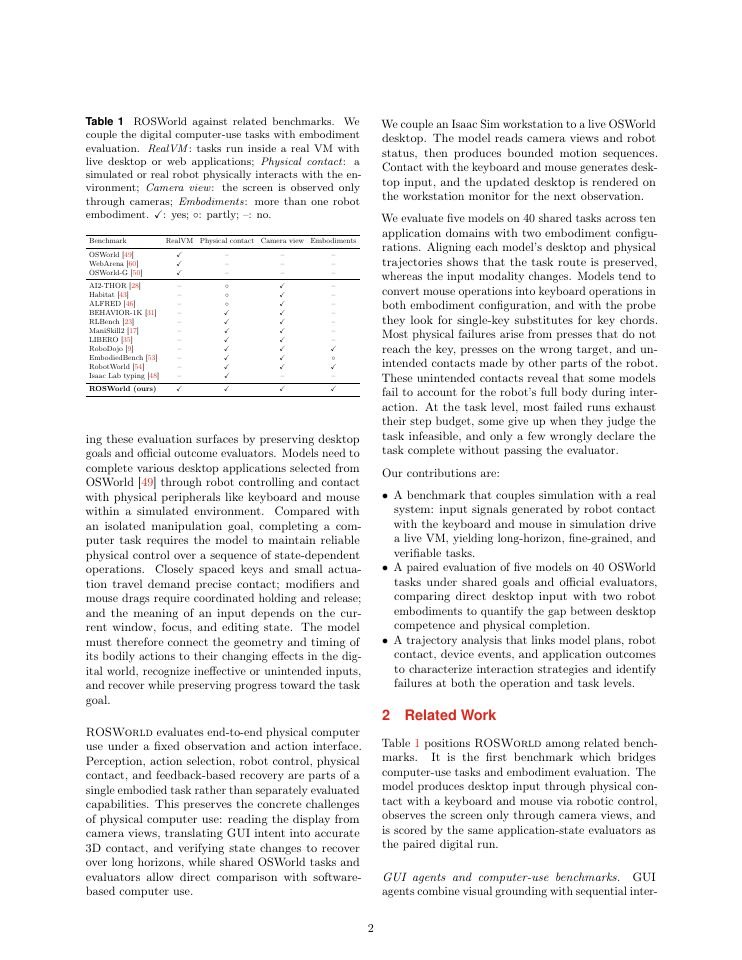 Table 1 ROSWorld against related benchmarks. We
couple the digital computer-use tasks with embodiment
evaluation. RealVM: tasks run inside a real VM with
live desktop or web applications; Physical contact: a
simulated or real robot physically interacts with the en-
vironment; Camera view: the screen is observed only
through cameras; Embodiments: more than one robot
embodiment. ✓: yes; ○: partly; –: no.
Benchmark RealVM Physical contact Camera view Embodiments
OSWorld [49] ✓ – – –
WebArena [60] ✓ – – –
OSWorld-G [50] ✓ – – –
AI2-THOR [28] – ○ ✓ –
Habitat [43] – ○ ✓ –
ALFRED [46] – ○ ✓ –
BEHAVIOR-1K [31] – ✓ ✓ –
RLBench [23] – ✓ ✓ –
ManiSkill2 [17] – ✓ ✓ –
LIBERO [35] – ✓ ✓ –
RoboDojo [9] – ✓ ✓ ✓
EmbodiedBench [53] – ✓ ✓ ○
RobotWorld [54] – ✓ ✓ ✓
Isaac Lab typing [48] – ✓ – –
ROSWorld (ours) ✓ ✓ ✓ ✓
ing these evaluation surfaces by preserving desktop
goals and official outcome evaluators. Models need to
complete various desktop applications selected from
OSWorld [49] through robot controlling and contact
with physical peripherals like keyboard and mouse
within a simulated environment. Compared with
an isolated manipulation goal, completing a com-
puter task requires the model to maintain reliable
physical control over a sequence of state-dependent
operations. Closely spaced keys and small actua-
tion travel demand precise contact; modifiers and
mouse drags require coordinated holding and release;
and the meaning of an input depends on the cur-
rent window, focus, and editing state. The model
must therefore connect the geometry and timing of
its bodily actions to their changing effects in the dig-
ital world, recognize ineffective or unintended inputs,
and recover while preserving progress toward the task
goal.
ROSWorld evaluates end-to-end physical computer
use under a fixed observation and action interface.
Perception, action selection, robot control, physical
contact, and feedback-based recovery are parts of a
single embodied task rather than separately evaluated
capabilities. This preserves the concrete challenges
of physical computer use: reading the display from
camera views, translating GUI intent into accurate
3D contact, and verifying state changes to recover
over long horizons, while shared OSWorld tasks and
evaluators allow direct comparison with software-
based computer use.
We couple an Isaac Sim workstation to a live OSWorld
desktop. The model reads camera views and robot
status, then produces bounded motion sequences.
Contact with the keyboard and mouse generates desk-
top input, and the updated desktop is rendered on
the workstation monitor for the next observation.
We evaluate five models on 40 shared tasks across ten
application domains with two embodiment configu-
rations. Aligning each model's desktop and physical
trajectories shows that the task route is preserved,
whereas the input modality changes. Models tend to
convert mouse operations into keyboard operations in
both embodiment configuration, and with the probe
they look for single-key substitutes for key chords.
Most physical failures arise from presses that do not
reach the key, presses on the wrong target, and un-
intended contacts made by other parts of the robot.
These unintended contacts reveal that some models
fail to account for the robot's full body during inter-
action. At the task level, most failed runs exhaust
their step budget, some give up when they judge the
task infeasible, and only a few wrongly declare the
task complete without passing the evaluator.
Our contributions are:
• A benchmark that couples simulation with a real
system: input signals generated by robot contact
with the keyboard and mouse in simulation drive
a live VM, yielding long-horizon, fine-grained, and
verifiable tasks.
• A paired evaluation of five models on 40 OSWorld
tasks under shared goals and official evaluators,
comparing direct desktop input with two robot
embodiments to quantify the gap between desktop
competence and physical completion.
• A trajectory analysis that links model plans, robot
contact, device events, and application outcomes
to characterize interaction strategies and identify
failures at both the operation and task levels.
2 Related Work
Table 1 positions ROSWorld among related bench-
marks. It is the first benchmark which bridges
computer-use tasks and embodiment evaluation. The
model produces desktop input through physical con-
tact with a keyboard and mouse via robotic control,
observes the screen only through camera views, and
is scored by the same application-state evaluators as
the paired digital run.
GUI agents and computer-use benchmarks. GUI
agents combine visual grounding with sequential inter-
2